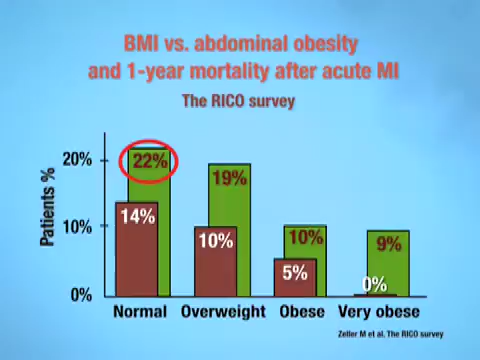 BMI vs. abdominal obesity
and 1-year mortality after acute MI
The RICO survey
Patients %
20%
10%
0%
22%
14%
19%
10%
10%
5%
9%
0%
Normal Overweight Obese Very obese
Zeller M et al. The RICO survey